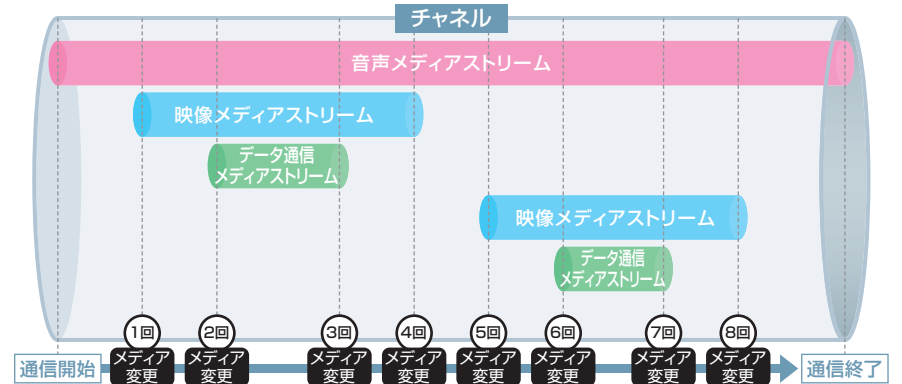 チャネル
音声メディアストリーム
映像メディアストリーム
データ通信
メディアストリーム
映像メディアストリーム
データ通信
メディアストリーム
1回
2回
3回
4回
5回
6回
7回
8回
通信開始
メディア
変更
メディア
変更
メディア
変更
メディア
変更
メディア
変更
メディア
変更
メディア
変更
メディア
変更
通信終了